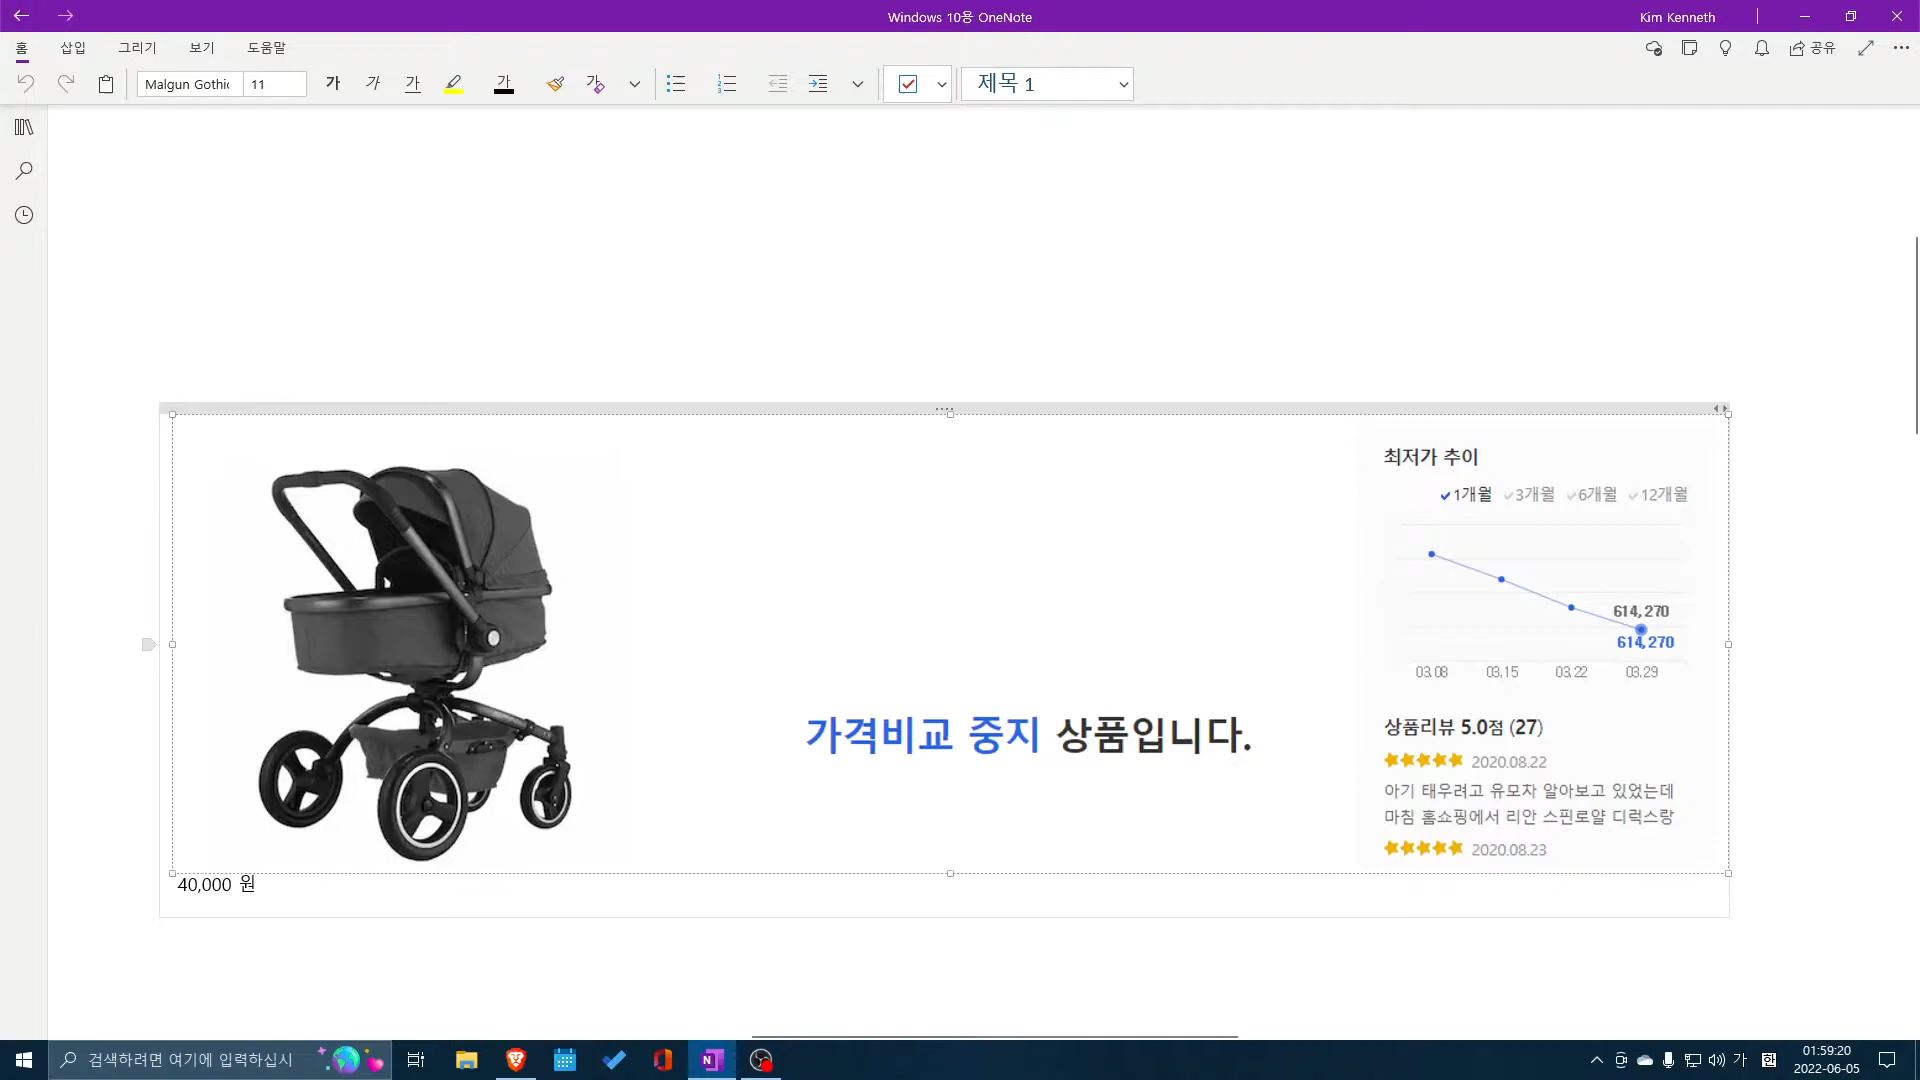 Windows 10용 OneNote
Kim Kenneth
홈 삽입 그리기 보기 도움말
공유
Malgun Gothic 11 가 가 가 가 가 제목 1
최저가 추이
1개월 3개월 6개월 12개월
614,270
614,270
03.08 03.15 03.22 03.29
가격비교 중지 상품입니다.
상품리뷰 5.0점 (27)
2020.08.22
아기 태우려고 유모차 알아보고 있었는데
마침 홈쇼핑에서 리안 스핀로얄 디럭스랑
2020.08.23
40,000 원
검색하려면 여기에 입력하십시
가 한 01:59:20
2022-06-05